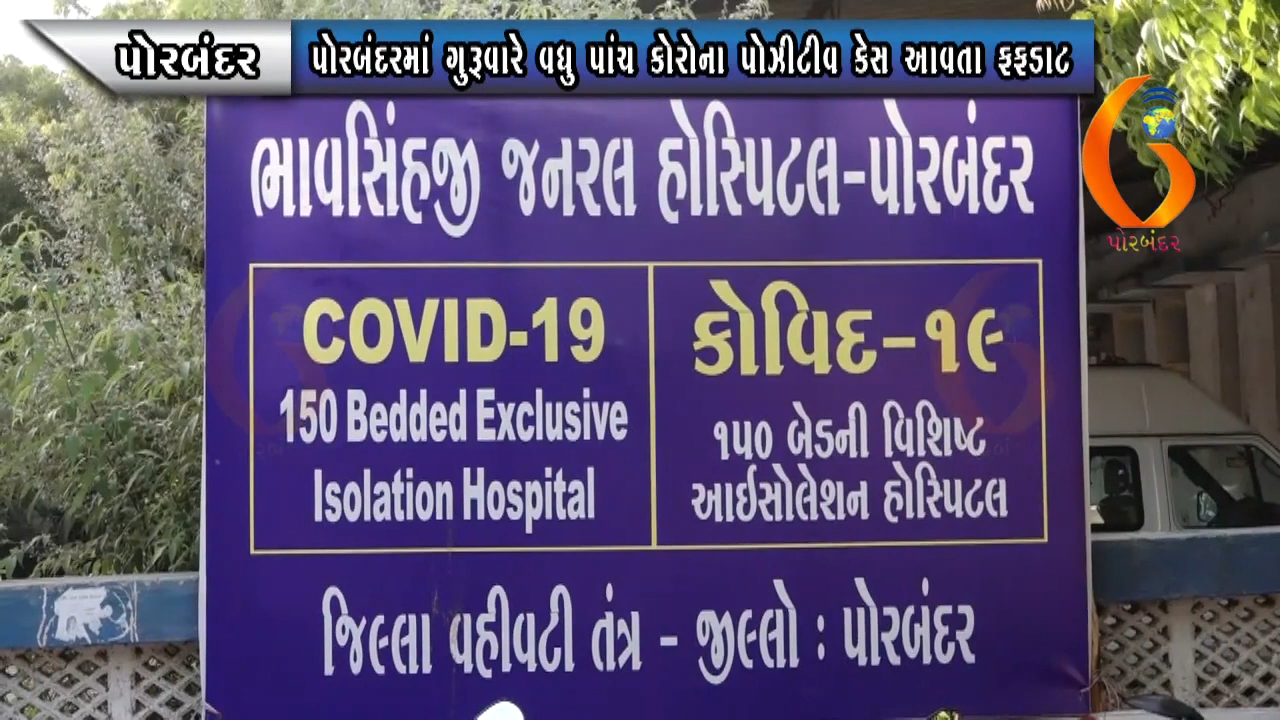 પોરબંદર
પોરબંદરમાં ગુરૂવારે વધુ પાંચ કોરોના પોઝીટીવ કેસ આવતા ફફડાટ
પોરબંદર
ભાવસિંહજી જનરલ હોસ્પિટલ-પોરબંદર
COVID-19
150 Bedded Exclusive
Isolation Hospital
કોવિદ-૧૯
૧૫૦ બેડની વિશિષ્ટ
આઈસોલેશન હોસ્પિટલ
જિલ્લા વહીવટી તંત્ર - જીલ્લો : પોરબંદર